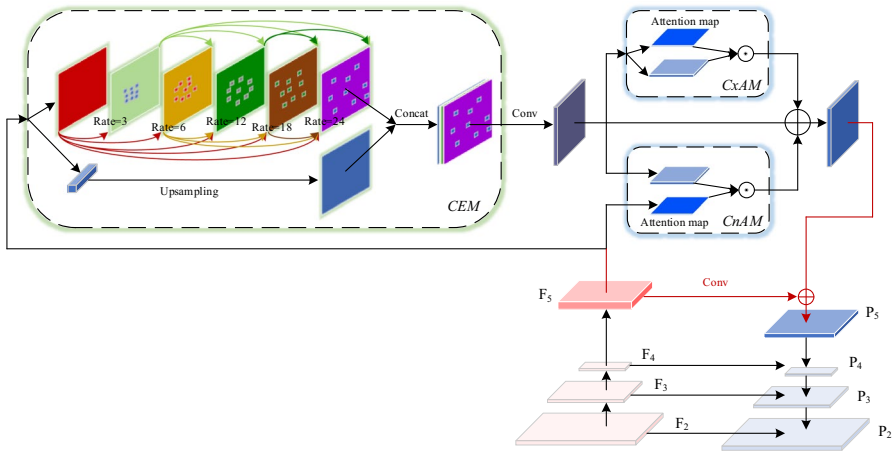 Attention map
CxAM
Rate=3
Rate=6
Rate=12
Rate=18
Rate=24
Concat
Conv
Upsampling
CEM
Attention map
CnAM
F5
Conv
P5
F4
P4
F3
P3
F2
P2